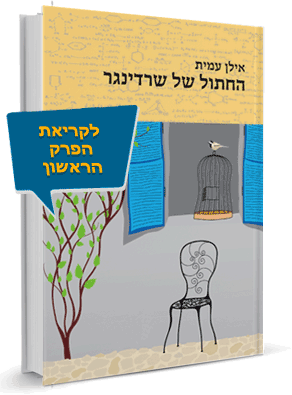 אילן עמית
החתול של שרדינגר
לקריאת
הפרק
הראשון